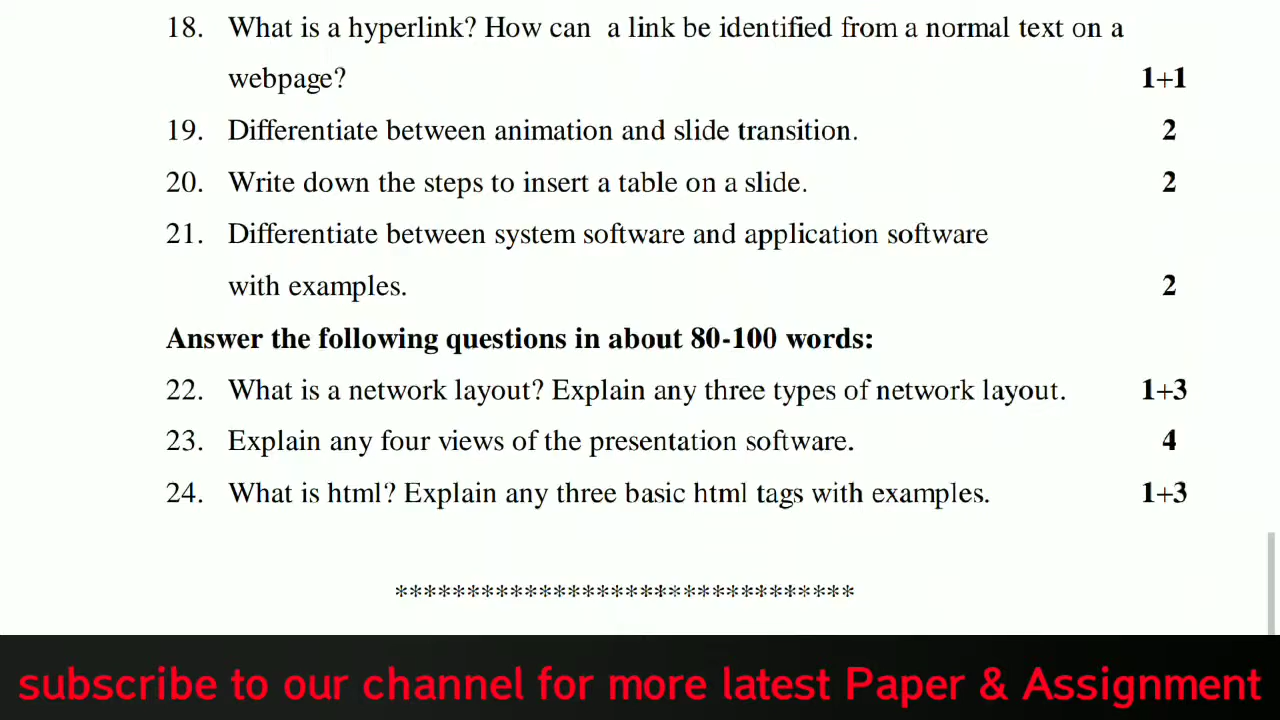 18. What is a hyperlink? How can a link be identified from a normal text on a
webpage? 1+1
19. Differentiate between animation and slide transition. 2
20. Write down the steps to insert a table on a slide. 2
21. Differentiate between system software and application software
with examples. 2
Answer the following questions in about 80-100 words:
22. What is a network layout? Explain any three types of network layout. 1+3
23. Explain any four views of the presentation software. 4
24. What is html? Explain any three basic html tags with examples. 1+3
********************************
subscribe to our channel for more latest Paper & Assignment